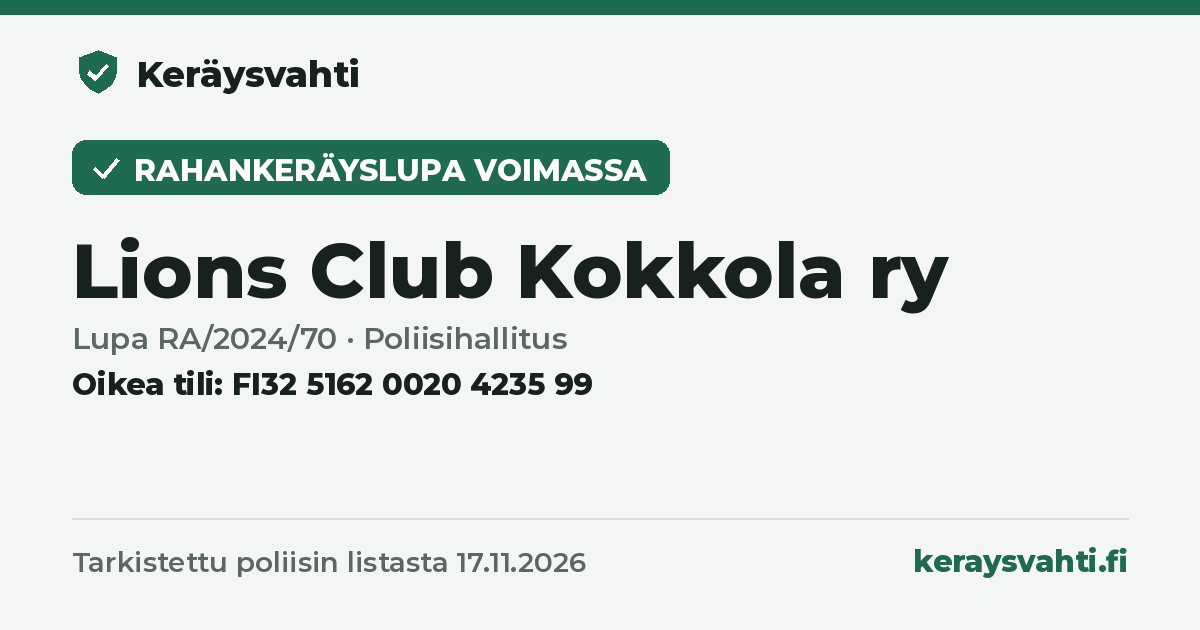 Keräysvahti
RAHANKERÄYSLUPA VOIMASSA
Lions Club Kokkola ry
Lupa RA/2024/70 · Poliisihallitus
Oikea tili: FI32 5162 0020 4235 99
Tarkistettu poliisin listasta 17.11.2026
keraysvahti.fi